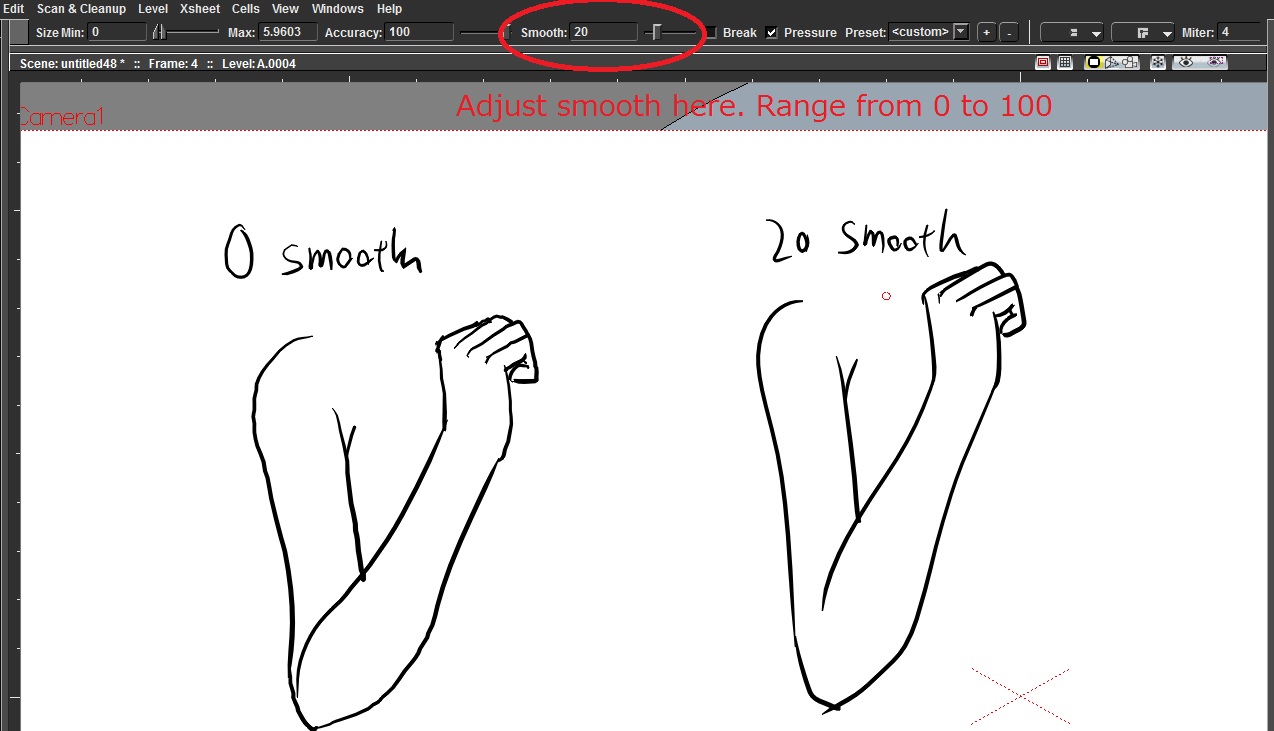 Edit Scan & Cleanup Level Xsheet Cells View Windows Help
Size Min: 0 Max: 5.9603 Accuracy: 100 Smooth: 20 Break Pressure Preset: <custom> + - Miter: 4
Scene: untitled48 * :: Frame: 4 :: Level: A.0004
Adjust smooth here. Range from 0 to 100
Camera1
0 smooth
20 smooth